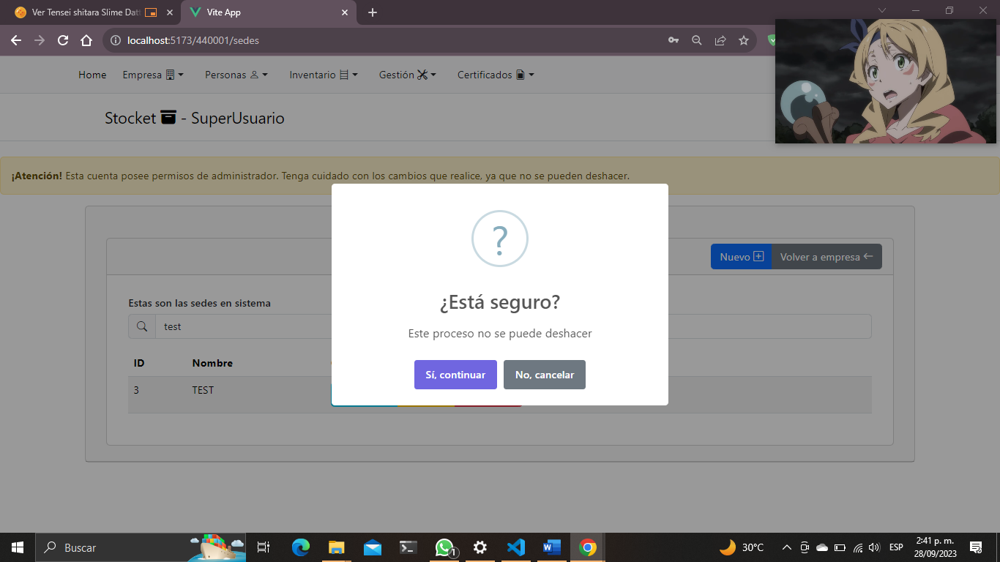 Ver Tensei shitara Slime Dat
Vite App
localhost:5173/440001/sedes
Home Empresa Personas Inventario Gestión Certificados
Stocket - SuperUsuario
¡Atención! Esta cuenta posee permisos de administrador. Tenga cuidado con los cambios que realice, ya que no se pueden deshacer.
Nuevo Volver a empresa
?
¿Está seguro?
Este proceso no se puede deshacer
Sí, continuar No, cancelar
Estas son las sedes en sistema
test
ID Nombre
3 TEST
Buscar
1
30°C
ESP
2:41 p. m.
28/09/2023